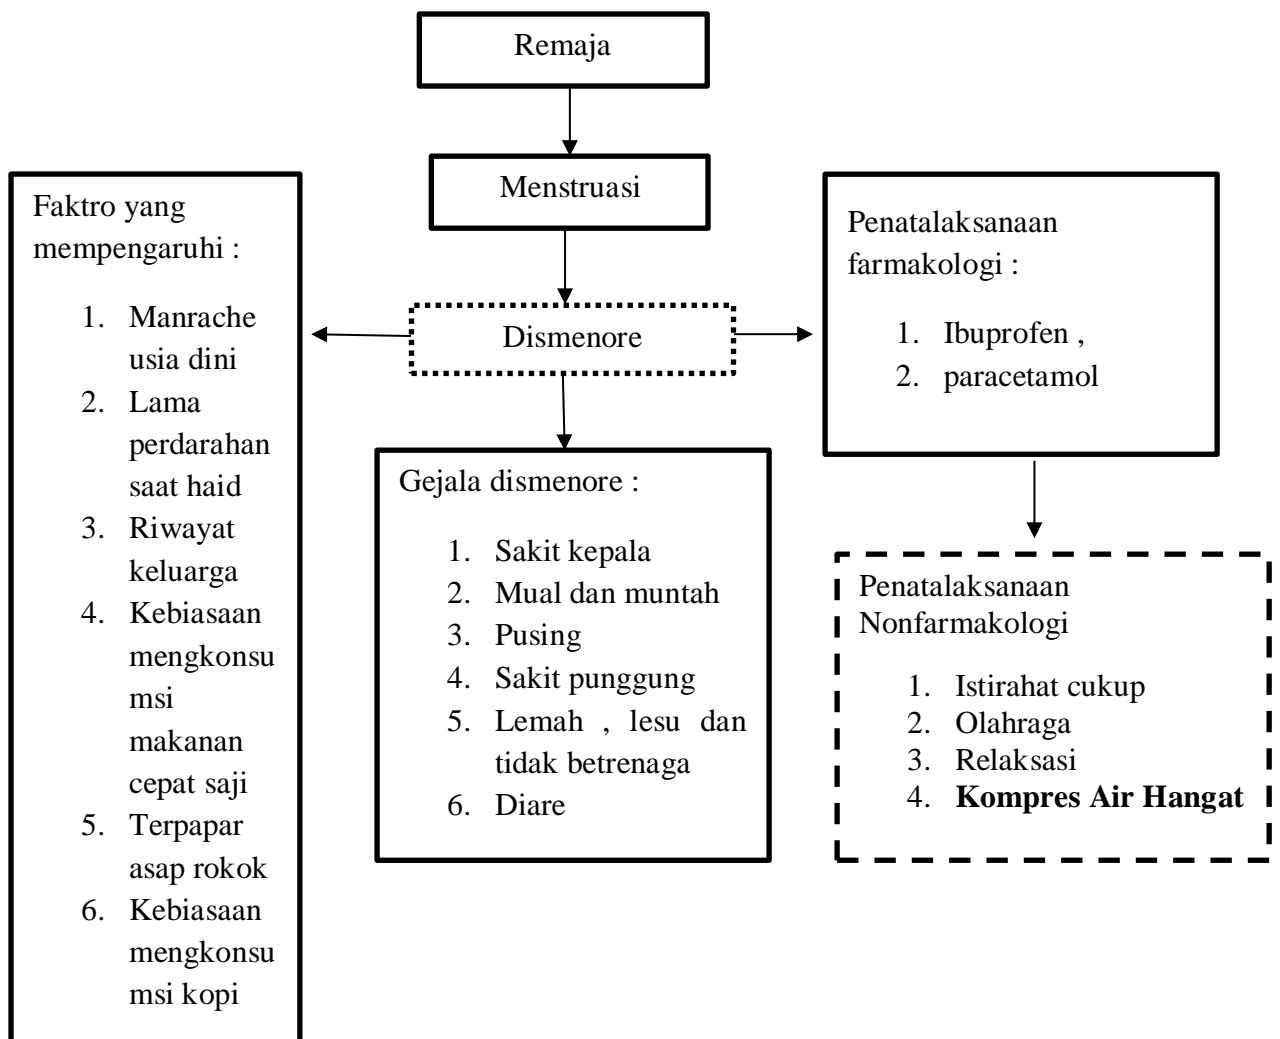 Remaja
Menstruasi
Faktro yang
mempengaruhi :
1. Manrache
usia dini
2. Lama
perdarahan
saat haid
3. Riwayat
keluarga
4. Kebiasaan
mengkonsu
msi
makanan
cepat saji
5. Terpapar
asap rokok
6. Kebiasaan
mengkonsu
msi kopi
Dismenore
Gejala dismenore :
1. Sakit kepala
2. Mual dan muntah
3. Pusing
4. Sakit punggung
5. Lemah , lesu dan
tidak betrenaga
6. Diare
Penatalaksanaan
farmakologi :
1. Ibuprofen ,
2. paracetamol
Penatalaksanaan
Nonfarmakologi
1. Istirahat cukup
2. Olahraga
3. Relaksasi
4. Kompres Air Hangat